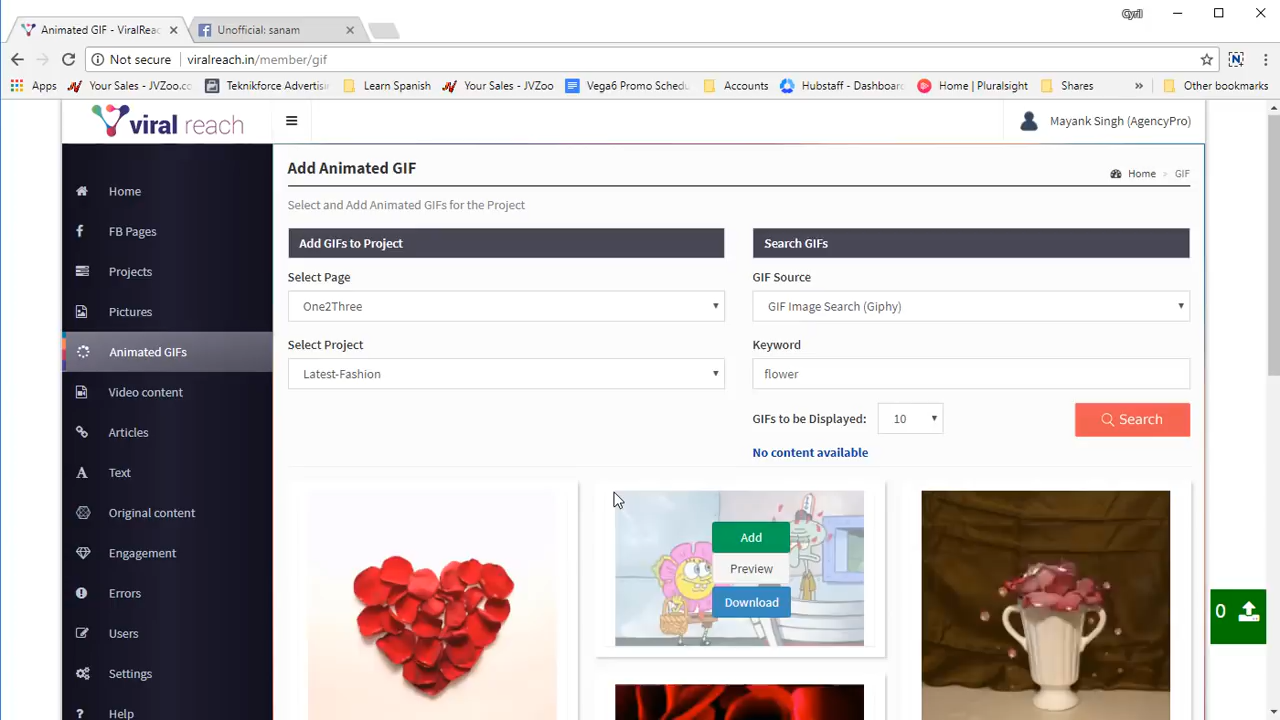 Cyril
Animated GIF - ViralReac
Unofficial: sanam
Not secure viralreach.in/member/gif
Apps Your Sales - JVZoo.cc Teknikforce Advertisi Learn Spanish Your Sales - JVZoo Vega6 Promo Schedu Accounts Hubstaff - Dashboar Home | Pluralsight Shares » Other bookmarks
viral reach
Mayank Singh (AgencyPro)
Home
FB Pages
Projects
Pictures
Animated GIFs
Video content
Articles
Text
Original content
Engagement
Errors
Users
Settings
Help
Add Animated GIF
Home > GIF
Select and Add Animated GIFs for the Project
Add GIFs to Project
Select Page
One2Three
Select Project
Latest-Fashion
Search GIFs
GIF Source
GIF Image Search (Giphy)
Keyword
flower
GIFs to be Displayed: 10
Search
No content available
Add
Preview
Download
0